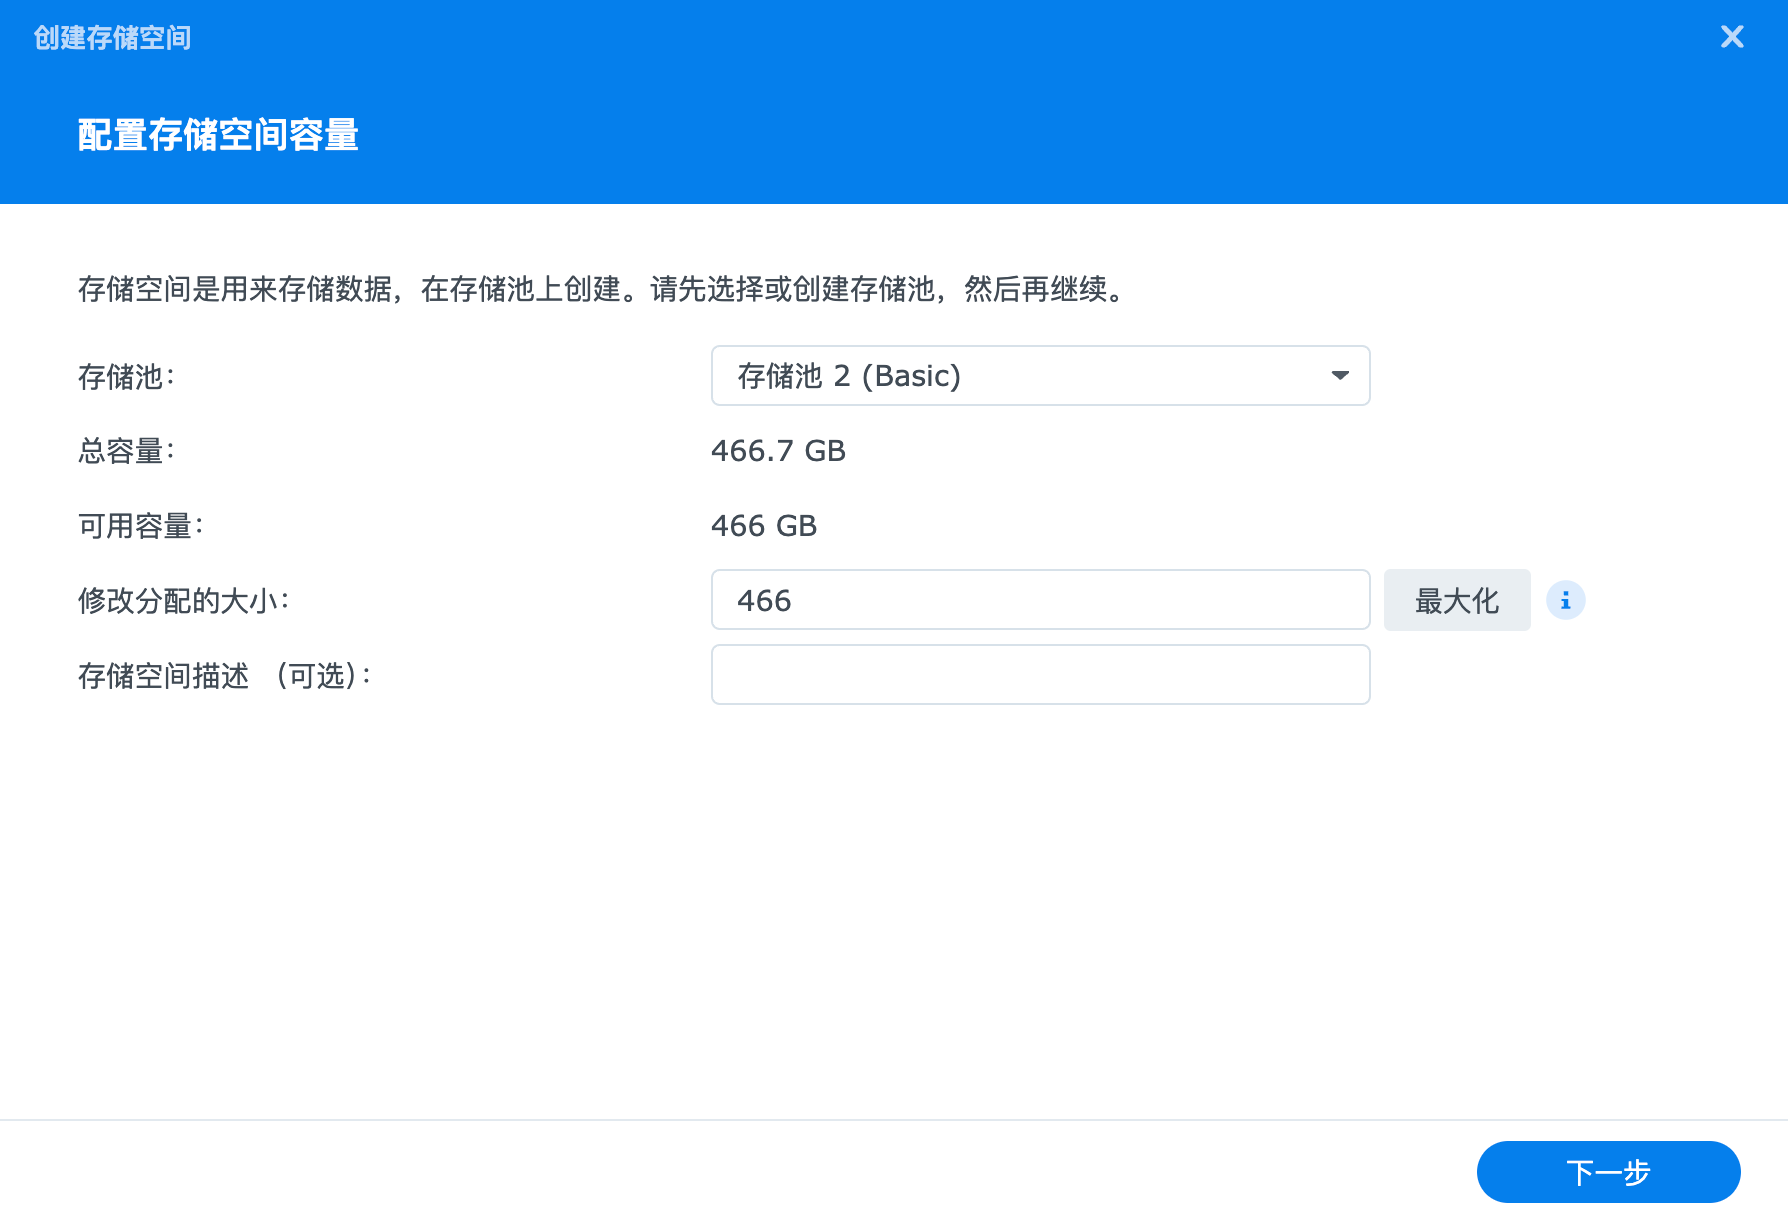 创建存储空间
配置存储空间容量
存储空间是用来存储数据，在存储池上创建。请先选择或创建存储池，然后再继续。
存储池： 存储池 2 (Basic)
总容量： 466.7 GB
可用容量： 466 GB
修改分配的大小： 466 最大化
存储空间描述 （可选）：
下一步